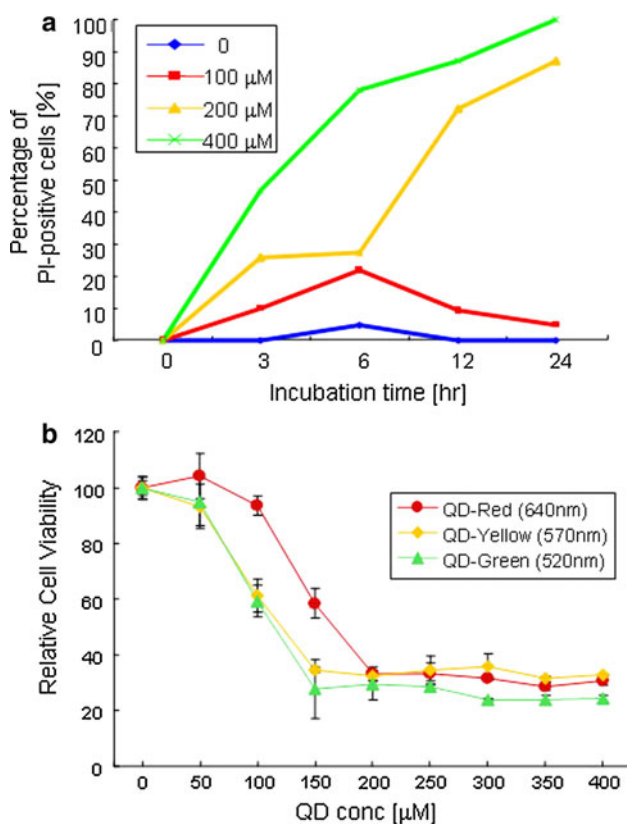 a
Percentage of
PI-positive cells [%]
100
90
80
70
60
50
40
30
20
10
0
0
100 μM
200 μM
400 μM
0 3 6 12 24
Incubation time [hr]
b
Relative Cell Viability
120
100
80
60
40
20
0
QD-Red (640nm)
QD-Yellow (570nm)
QD-Green (520nm)
0 50 100 150 200 250 300 350 400
QD conc [μM]